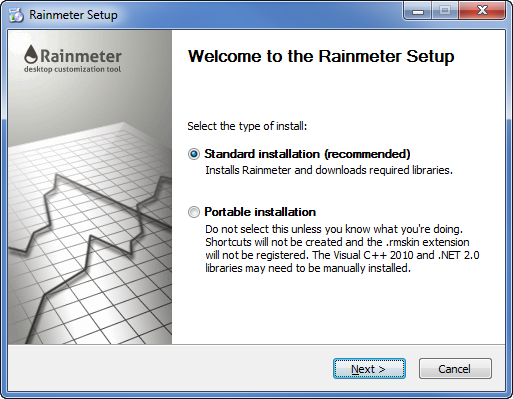 Rainmeter Setup
Rainmeter
desktop customization tool
Welcome to the Rainmeter Setup
Select the type of install:
Standard installation (recommended)
Installs Rainmeter and downloads required libraries.
Portable installation
Do not select this unless you know what you're doing.
Shortcuts will not be created and the .rmskin extension
will not be registered. The Visual C++ 2010 and .NET 2.0
libraries may need to be manually installed.
Next >
Cancel